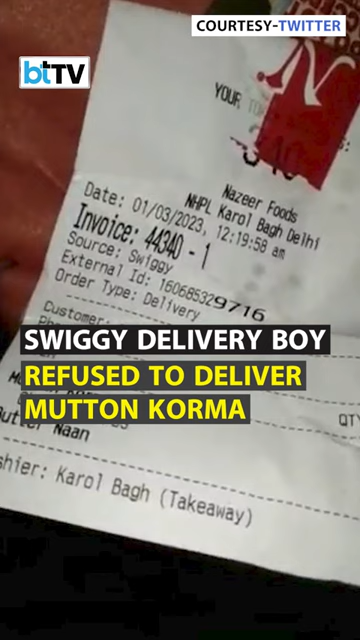 COURTESY-TWITTER
btTV
YOUR
N
Nazeer Foods
NHPL Karol Bagh Delhi
Date: 01/03/2023, 12:19:58 am
Invoice: 44340 - 1
Source: Swiggy
External Id: 160685329716
Order Type: Delivery
Customer:
SWIGGY DELIVERY BOY
REFUSED TO DELIVER
MUTTON KORMA
QTY
Naan
Karol Bagh (Takeaway)